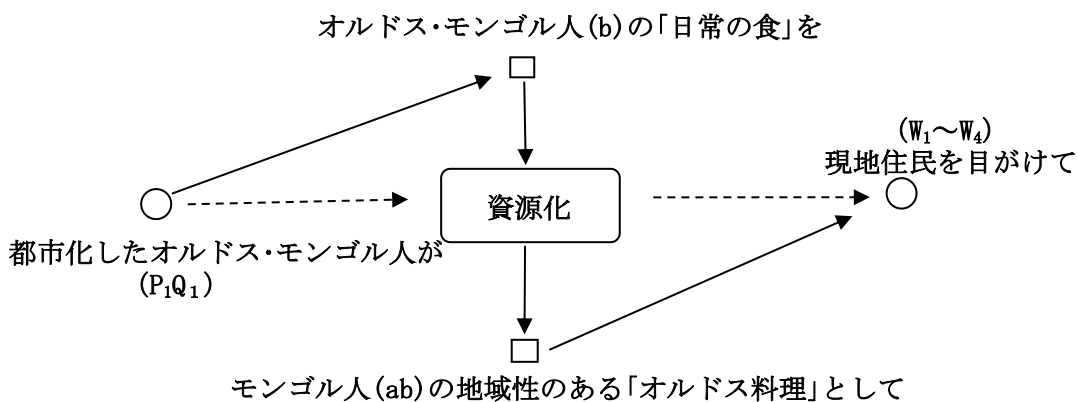 オルドス・モンゴル人(b)の「日常の食」を
(W₁～W₄)
現地住民を目がけて
資源化
都市化したオルドス・モンゴル人が
(P₁Q₁)
モンゴル人(ab)の地域性のある「オルドス料理」として